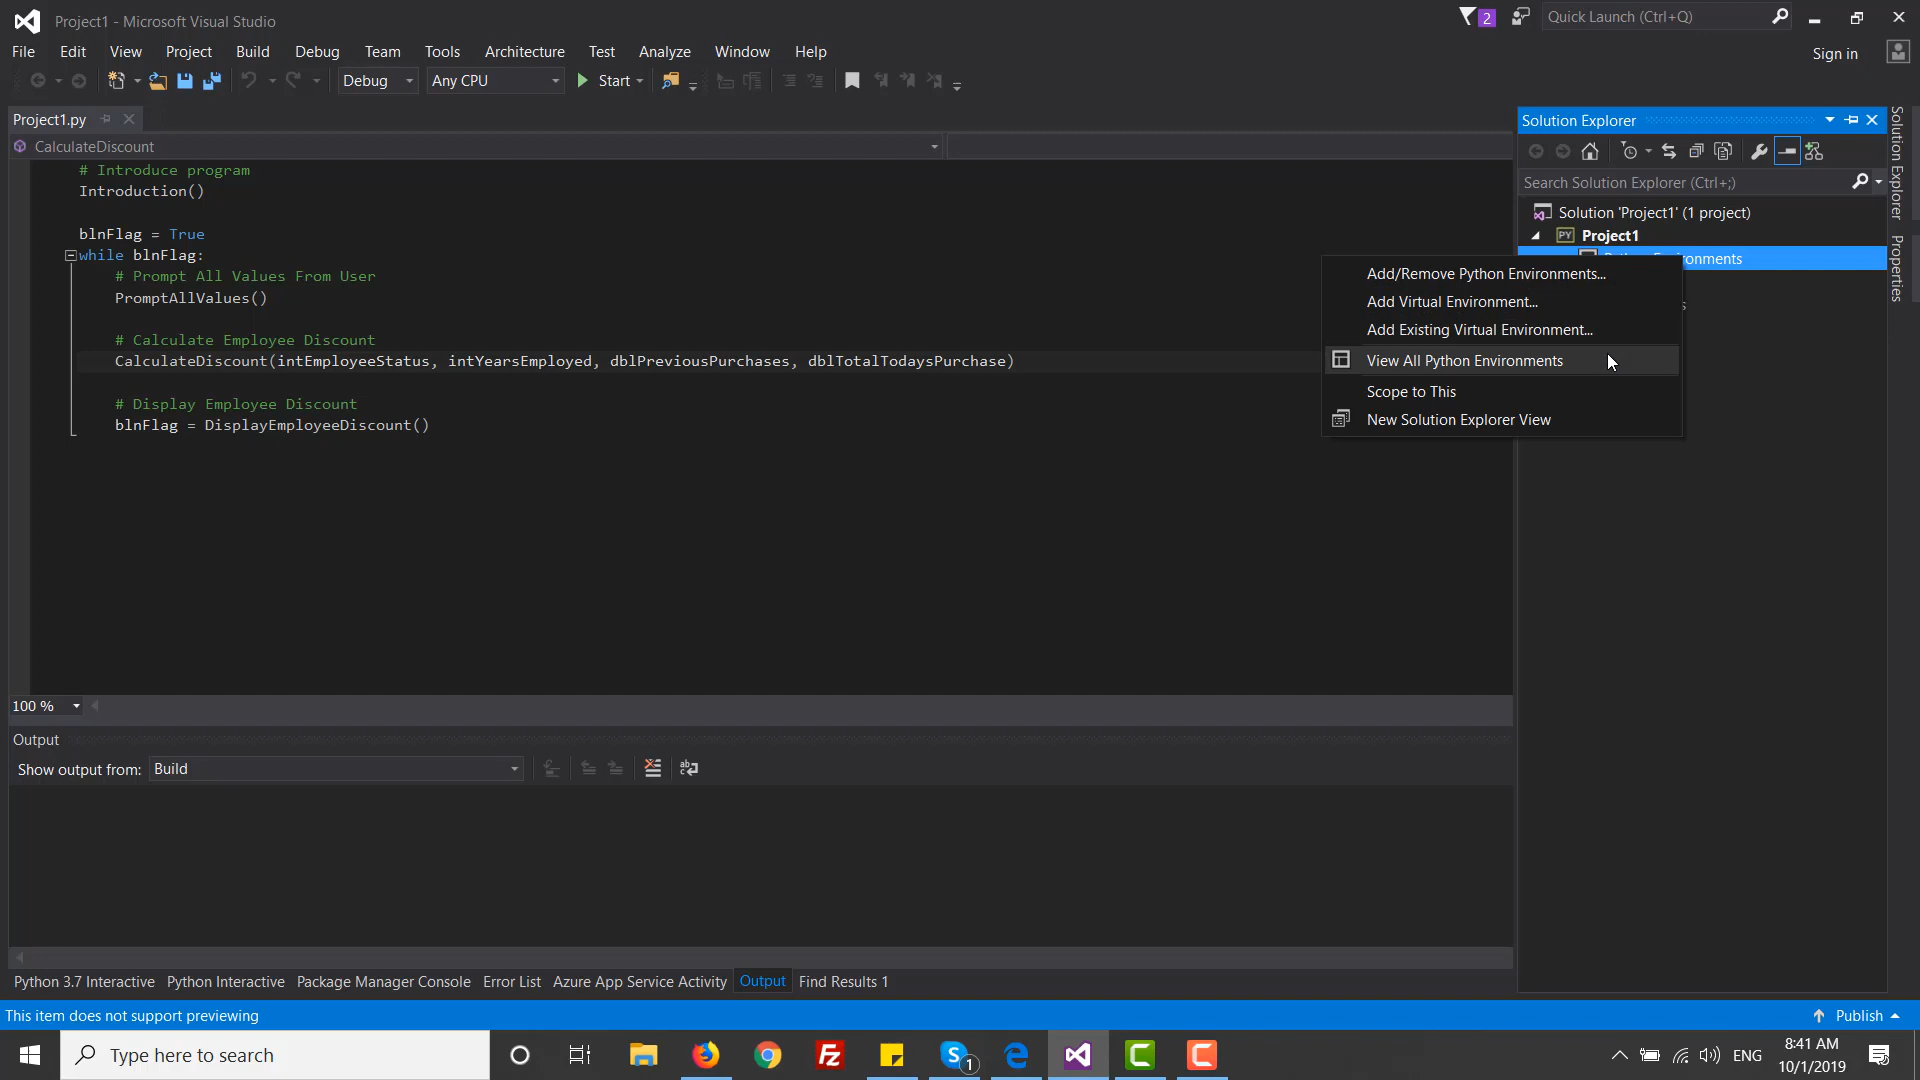 Project1 - Microsoft Visual Studio
2
Quick Launch (Ctrl+Q)
File Edit View Project Build Debug Team Tools Architecture Test Analyze Window Help
Sign in
Debug Any CPU Start
Project1.py
CalculateDiscount
# Introduce program
Introduction()
blnFlag = True
while blnFlag:
# Prompt All Values From User
PromptAllValues()
# Calculate Employee Discount
CalculateDiscount(intEmployeeStatus, intYearsEmployed, dblPreviousPurchases, dblTotalTodaysPurchase)
# Display Employee Discount
blnFlag = DisplayEmployeeDiscount()
100 %
Output
Show output from: Build
Python 3.7 Interactive Python Interactive Package Manager Console Error List Azure App Service Activity Output Find Results 1
Solution Explorer
Search Solution Explorer (Ctrl+;)
Solution 'Project1' (1 project)
PY Project1
Python Environments
Add/Remove Python Environments...
Add Virtual Environment...
Add Existing Virtual Environment...
View All Python Environments
Scope to This
New Solution Explorer View
Solution Explorer
Properties
This item does not support previewing
Publish
Type here to search
1
ENG
8:41 AM
10/1/2019